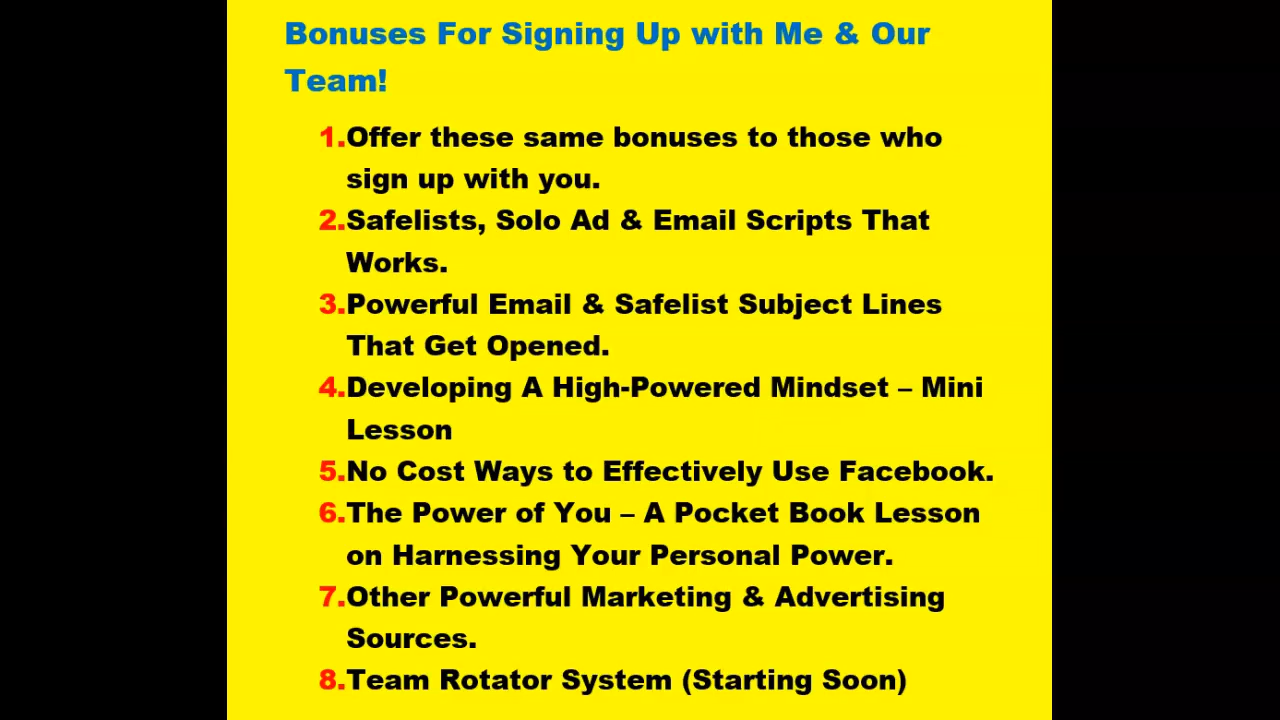 Bonuses For Signing Up with Me & Our
Team!
1.Offer these same bonuses to those who
sign up with you.
2.Safelists, Solo Ad & Email Scripts That
Works.
3.Powerful Email & Safelist Subject Lines
That Get Opened.
4.Developing A High-Powered Mindset – Mini
Lesson
5.No Cost Ways to Effectively Use Facebook.
6.The Power of You – A Pocket Book Lesson
on Harnessing Your Personal Power.
7.Other Powerful Marketing & Advertising
Sources.
8.Team Rotator System (Starting Soon)